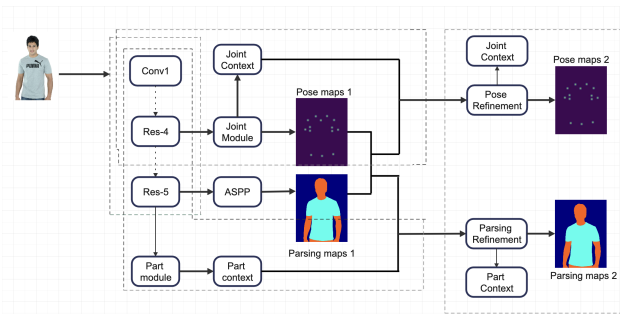 Joint
Context
Conv1
PUMA
Res-4
Joint
Module
Pose maps 1
Res-5
ASPP
Parsing maps 1
Part
module
Part
context
Joint
Context
Pose maps 2
Pose
Refinement
Parsing
Refinement
Part
Context
Parsing maps 2